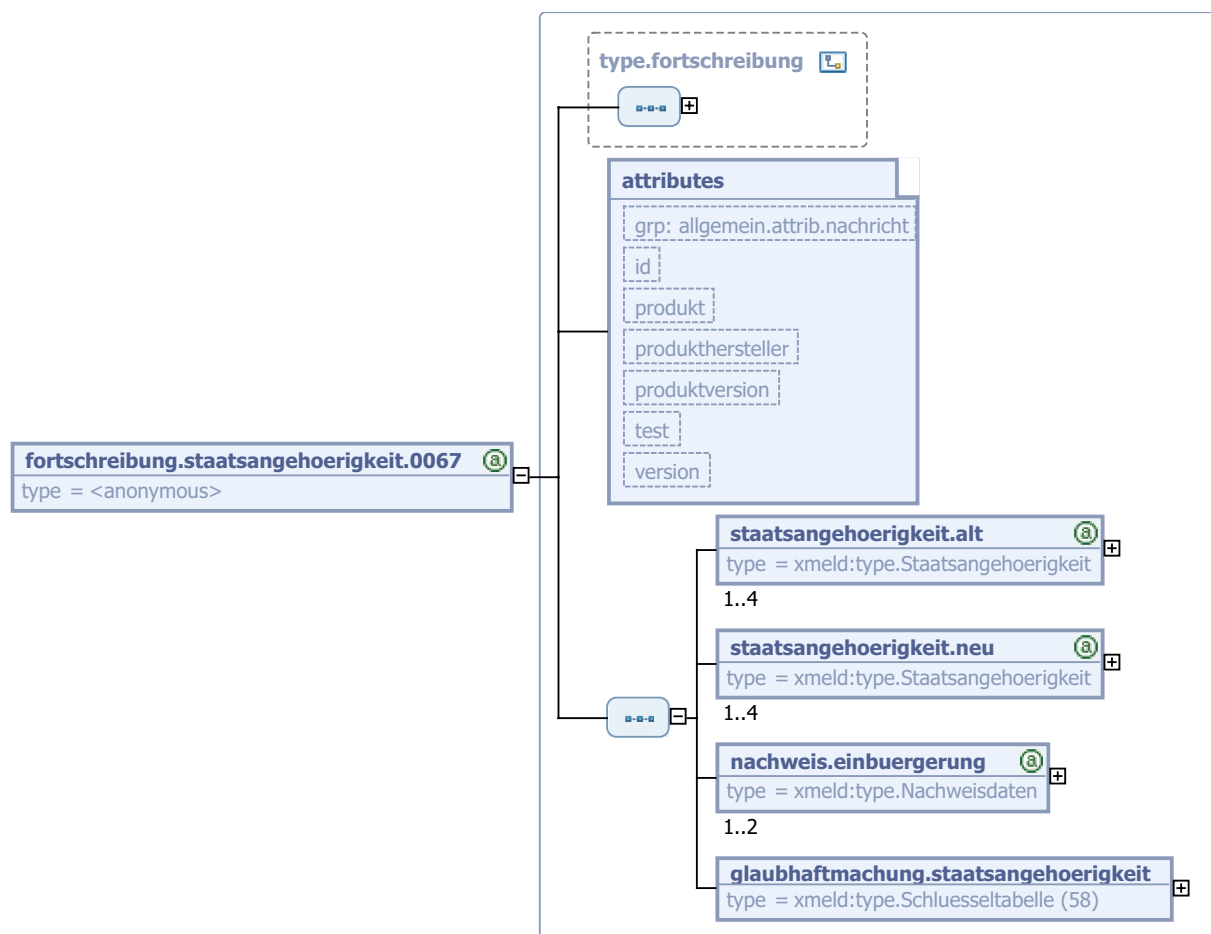 type.fortschreibung
attributes
grp: allgemein.attrib.nachricht
id
produkt
produkthersteller
produktversion
test
version
fortschreibung.staatsangehoerigkeit.0067
type = <anonymous>
staatsangehoerigkeit.alt
type = xmeld:type.Staatsangehoerigkeit
1..4
staatsangehoerigkeit.neu
type = xmeld:type.Staatsangehoerigkeit
1..4
nachweis.einbuergerung
type = xmeld:type.Nachweisdaten
1..2
glaubhaftmachung.staatsangehoerigkeit
type = xmeld:type.Schluesseltabelle (58)